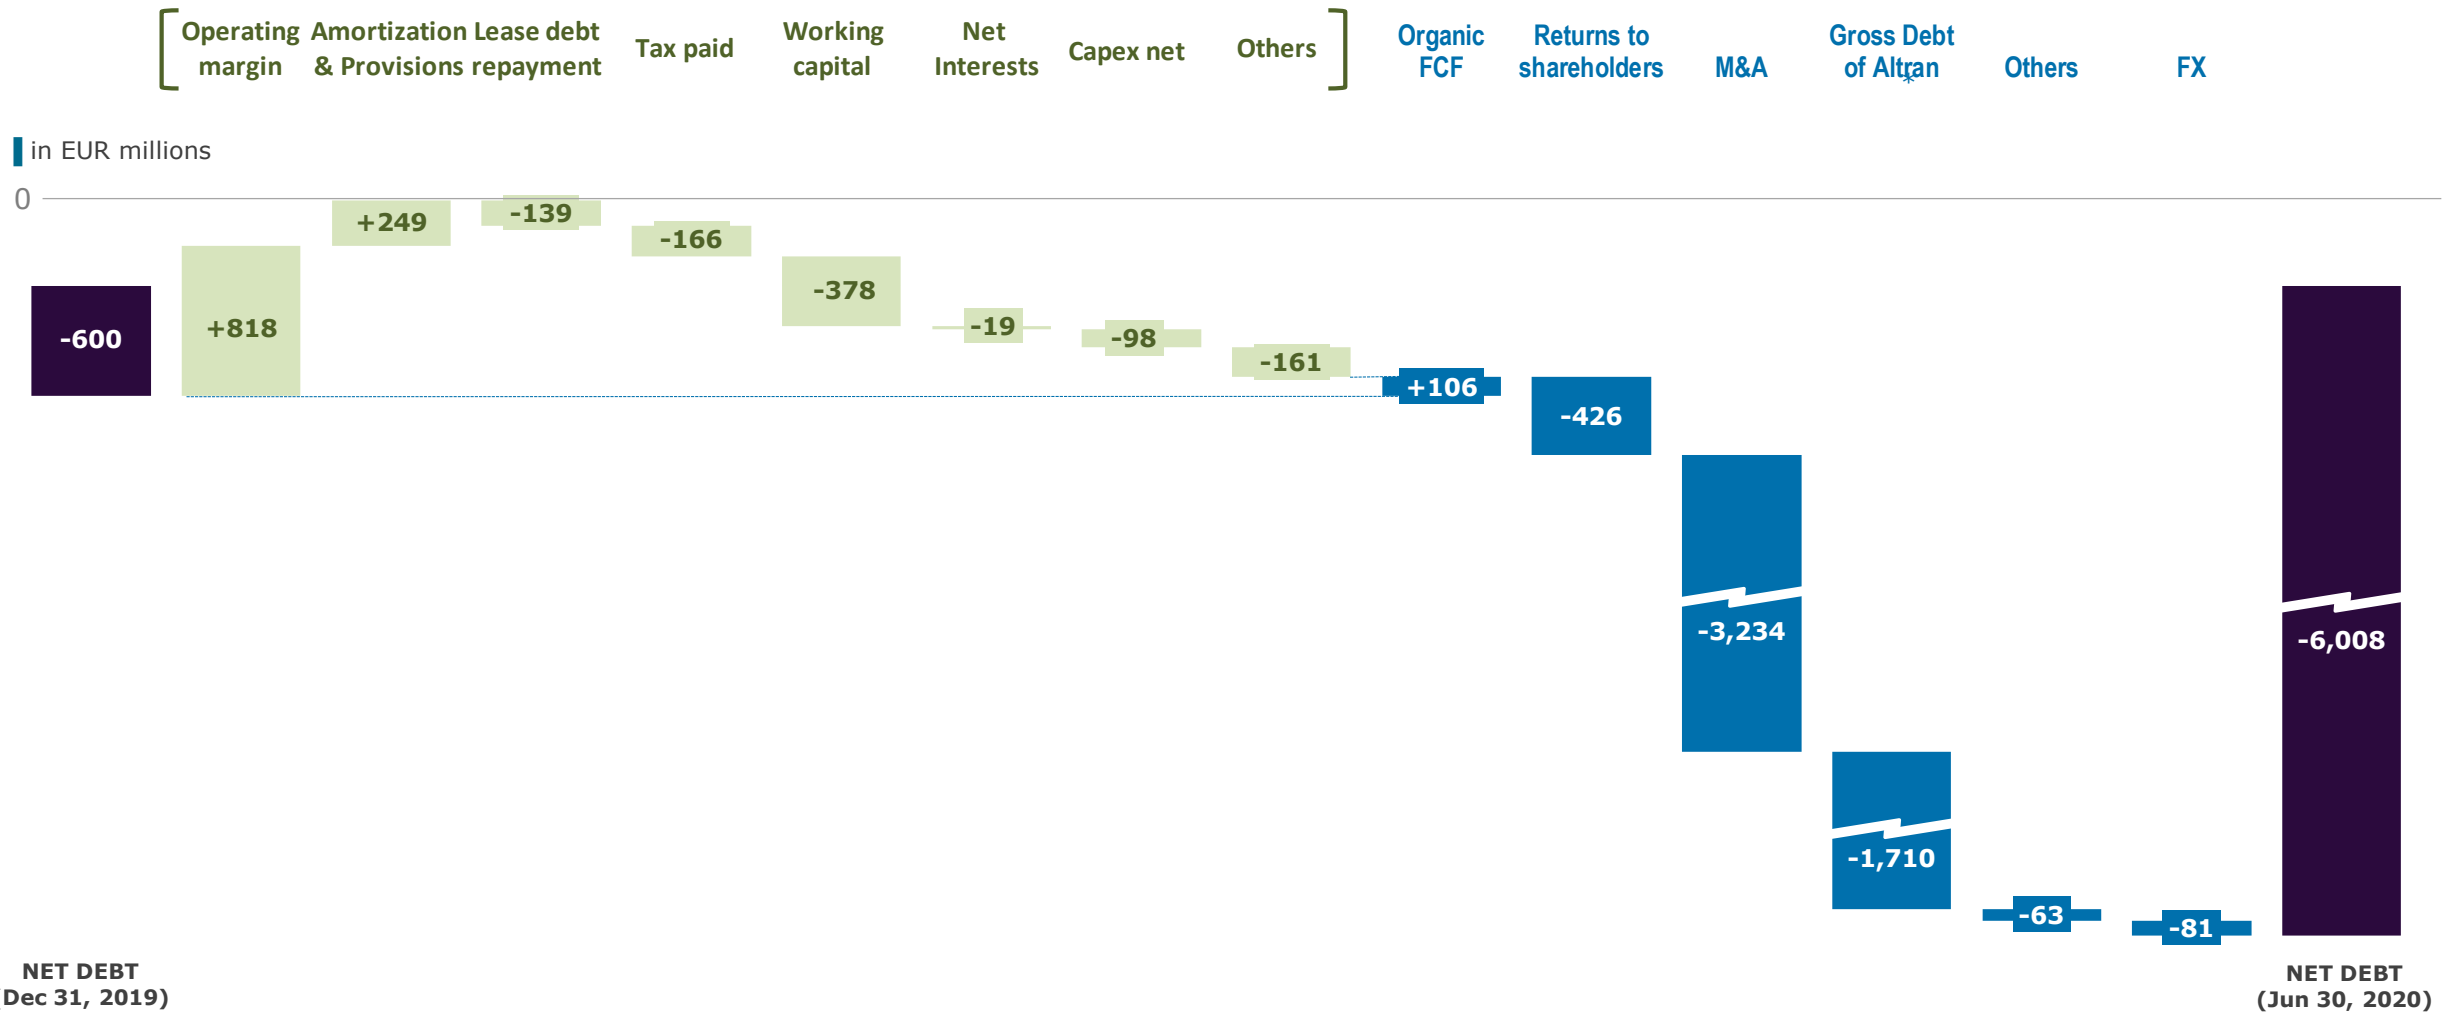 Operating
margin
Amortization
& Provisions
Lease debt
repayment
Tax paid
Working
capital
Net
Interests
Capex net
Others
Organic
FCF
Returns to
shareholders
M&A
Gross Debt
of Altran
*
Others
FX
in EUR millions
0
-600
+818
+249
-139
-166
-378
-19
-98
-161
+106
-426
-3,234
-1,710
-63
-81
-6,008
NET DEBT
Dec 31, 2019)
NET DEBT
(Jun 30, 2020)